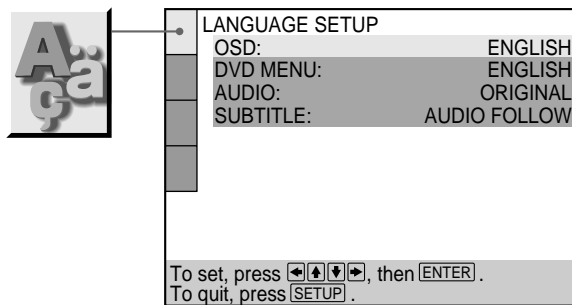 Aäç
LANGUAGE SETUP
OSD: ENGLISH
DVD MENU: ENGLISH
AUDIO: ORIGINAL
SUBTITLE: AUDIO FOLLOW
To set, press ←↑↓→, then ENTER.
To quit, press SETUP.